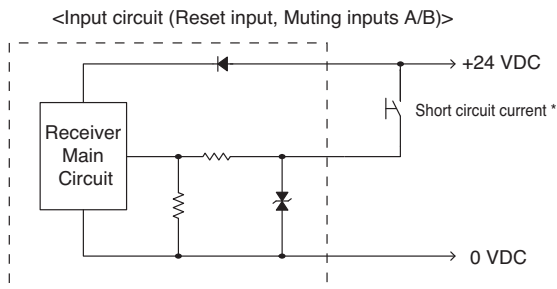 <Input circuit (Reset input, Muting inputs A/B)>
+24 VDC
Short circuit current *
Receiver
Main
Circuit
0 VDC